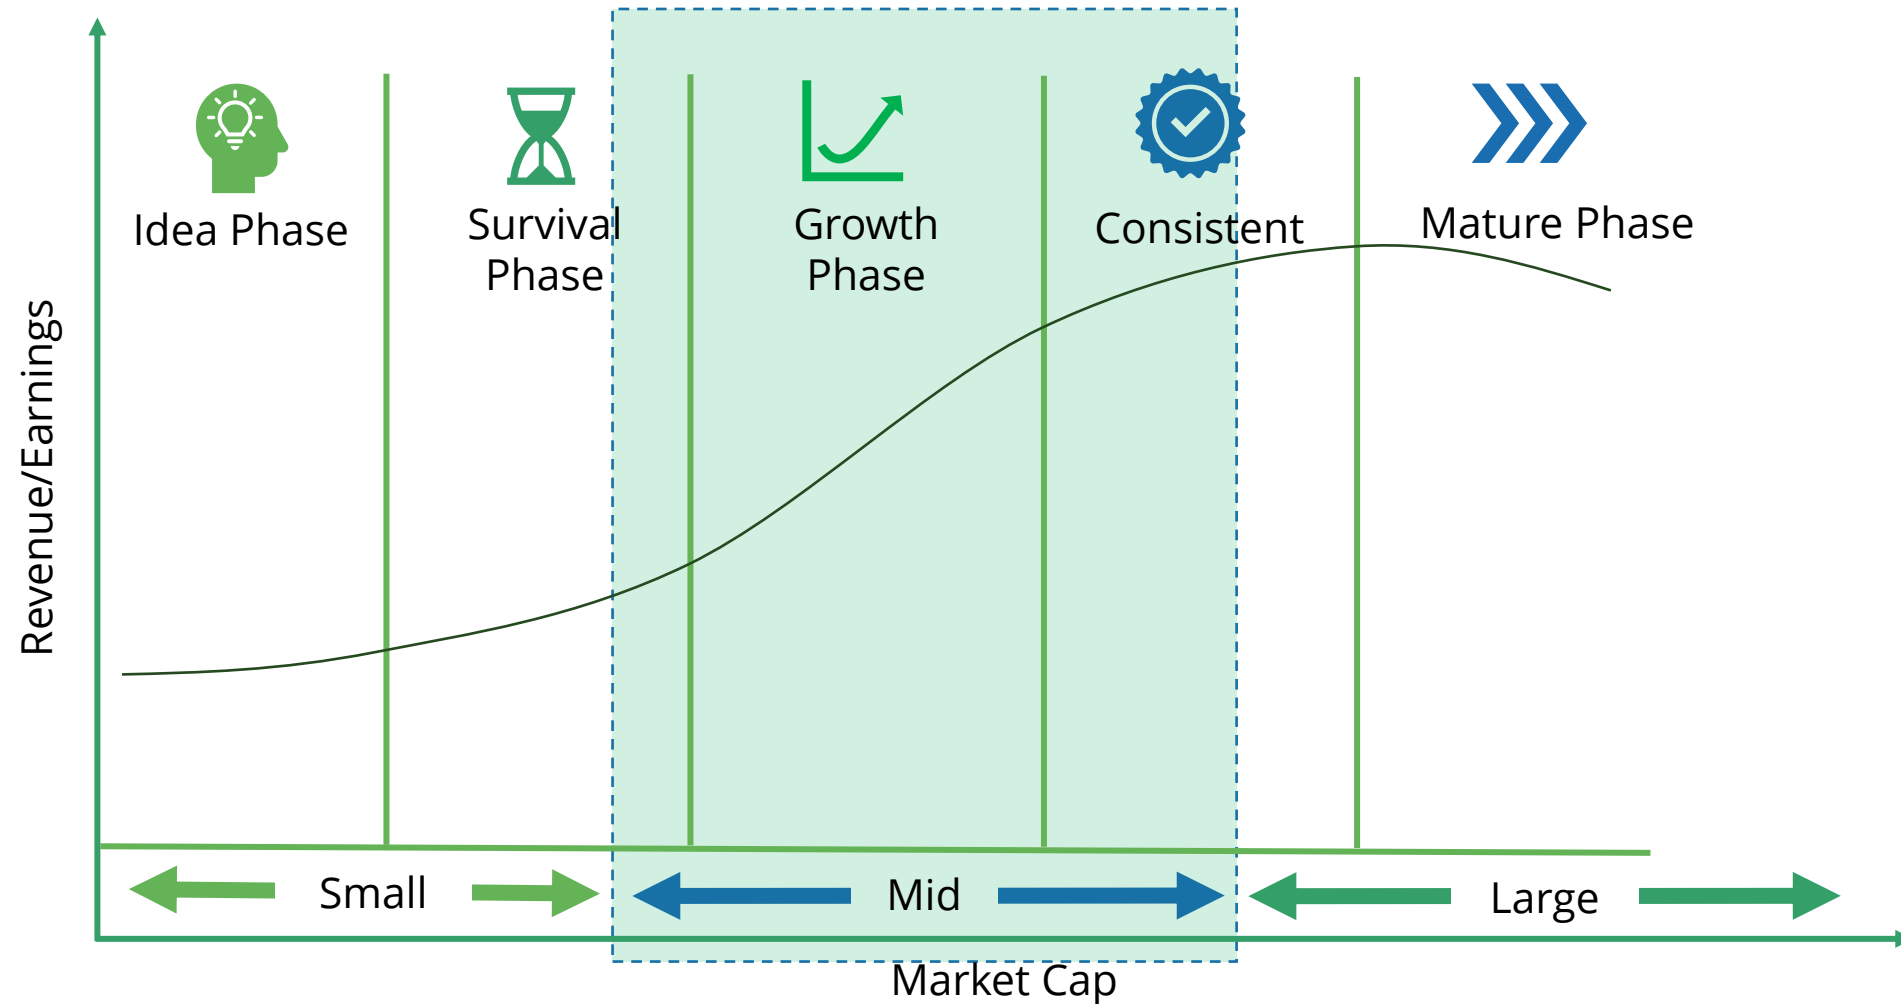 Idea Phase
Survival
Phase
Growth
Phase
Consistent
Mature Phase
Revenue/Earnings
Small
Mid
Large
Market Cap